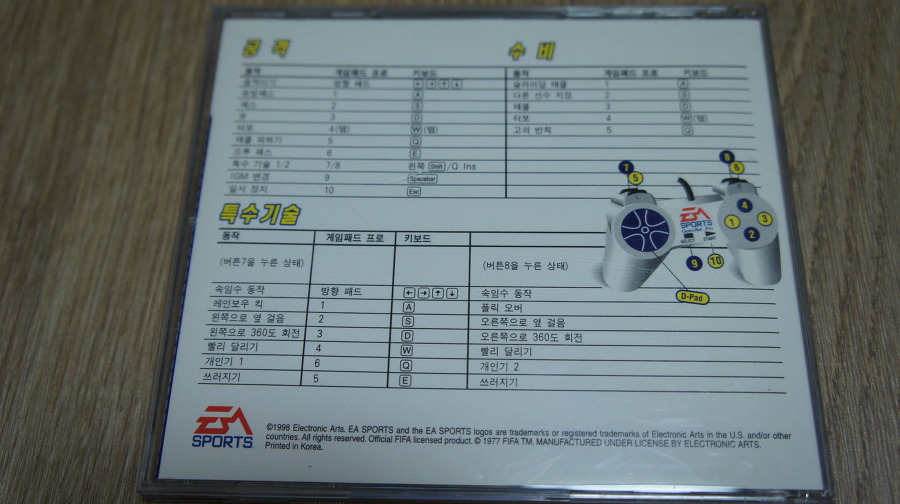 공 격
동작 게임패드 프로 키보드
움직이기 방향 패드 ← → ↑ ↓
로빙패스 1 A
패스 2 S
슛 3 D
터보 4(탭) W(탭)
태클 피하기 5 Q
드루 패스 6 E
특수 기술 1/2 7/8 왼쪽 Shift /Q Ins
IGM 변경 9 Spacebar
일시 정지 10 Esc
수 비
동작 게임패드 프로 키보드
슬라이딩 태클 1 A
다른 선수 지정 2 S
태클 3 D
터보 4 W(탭)
고의 반칙 5 Q
7 5 8 6
4 1 3 2
EA SPORTS
SELECT START
9 10
D-Pad
특수기술
동작 게임패드 프로 키보드
(버튼7을 누른 상태) (버튼8을 누른 상태)
속임수 동작 방향 패드 ← → ↑ ↓ 속임수 동작
레인보우 킥 1 A 플릭 오버
왼쪽으로 옆 걸음 2 S 오른쪽으로 옆 걸음
왼쪽으로 360도 회전 3 D 오른쪽으로 360도 회전
빨리 달리기 4 W 빨리 달리기
개인기 1 6 Q 개인기 2
쓰러지기 5 E 쓰러지기
EA SPORTS
©1998 Electronic Arts. EA SPORTS and the EA SPORTS logos are trademarks or registered trademarks of Electronic Arts in the U.S. and/or other
countries. All rights reserved. Official FIFA licensed product. © 1977 FIFA TM. MANUFACTURED UNDER LICENSE BY ELECTRONIC ARTS.
Printed in Korea.